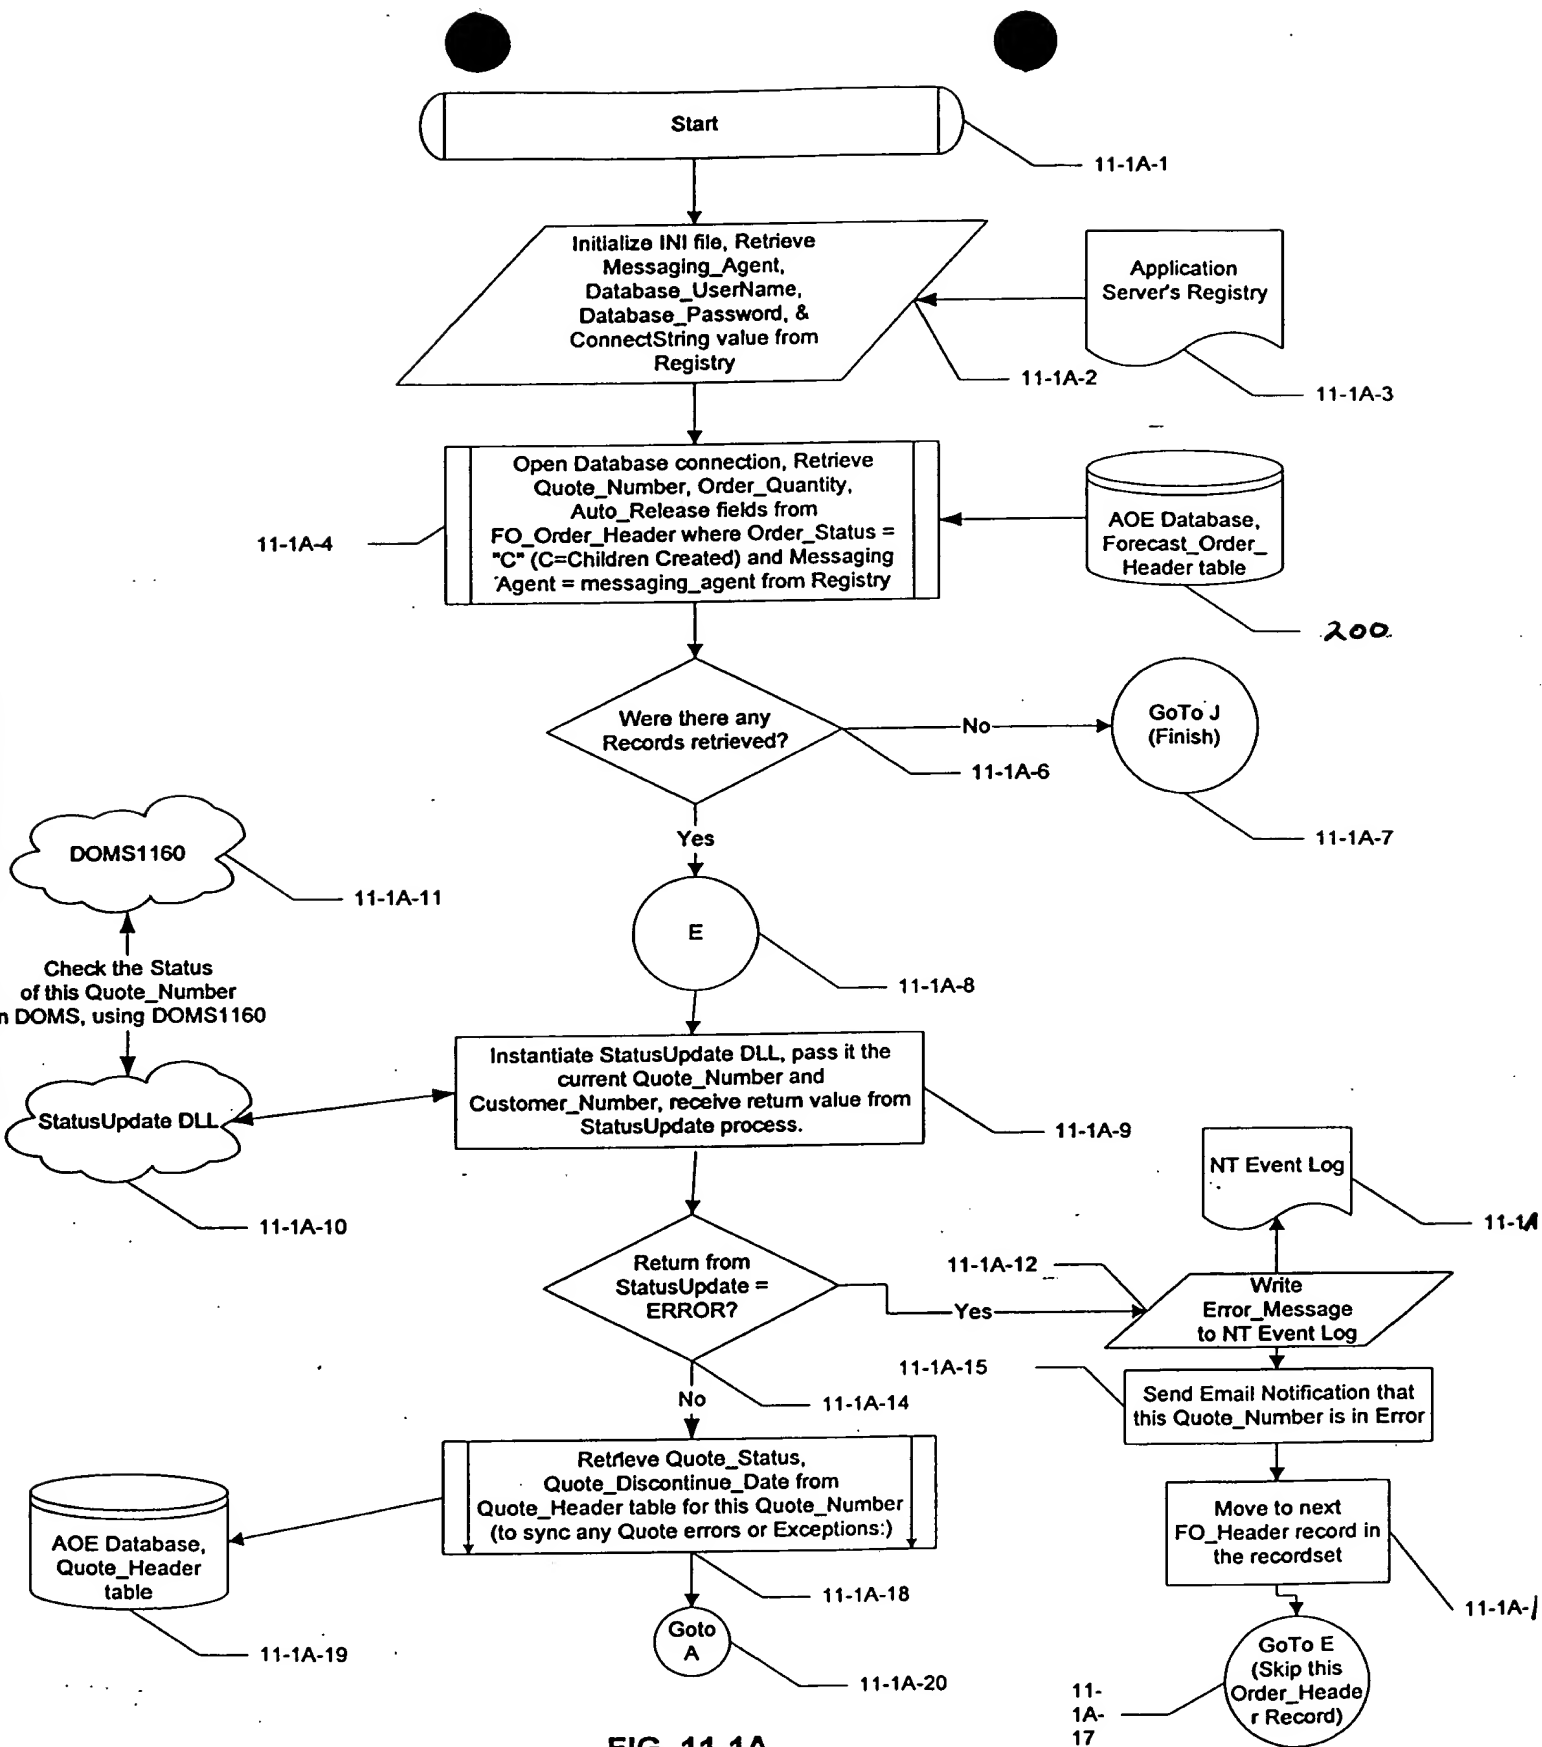 Start
11-1A-1
Initialize INI file, Retrieve
Messaging_Agent,
Database_UserName,
Database_Password, &
ConnectString value from
Registry
11-1A-2
Application
Server's Registry
11-1A-3
Open Database connection, Retrieve
Quote_Number, Order_Quantity,
Auto_Release fields from
FO_Order_Header where Order_Status =
"C" (C=Children Created) and Messaging
Agent = messaging_agent from Registry
11-1A-4
AOE Database,
Forecast_Order_
Header table
200
Were there any
Records retrieved?
No
11-1A-6
GoTo J
(Finish)
11-1A-7
Yes
DOMS1160
11-1A-11
E
11-1A-8
Check the Status
of this Quote_Number
n DOMS, using DOMS1160
StatusUpdate DLL
11-1A-10
Instantiate StatusUpdate DLL, pass it the
current Quote_Number and
Customer_Number, receive return value from
StatusUpdate process.
11-1A-9
NT Event Log
11-1A
Return from
StatusUpdate =
ERROR?
Yes
11-1A-12
Write
Error_Message
to NT Event Log
No
11-1A-14
11-1A-15
Send Email Notification that
this Quote_Number is in Error
Retrieve Quote_Status,
Quote_Discontinue_Date from
Quote_Header table for this Quote_Number
(to sync any Quote errors or Exceptions:)
11-1A-18
AOE Database,
Quote_Header
table
11-1A-19
Move to next
FO_Header record in
the recordset
11-1A-1
Goto
A
11-1A-20
GoTo E
(Skip this
Order_Heade
r Record)
11-
1A-
17
FIG. 11-1A